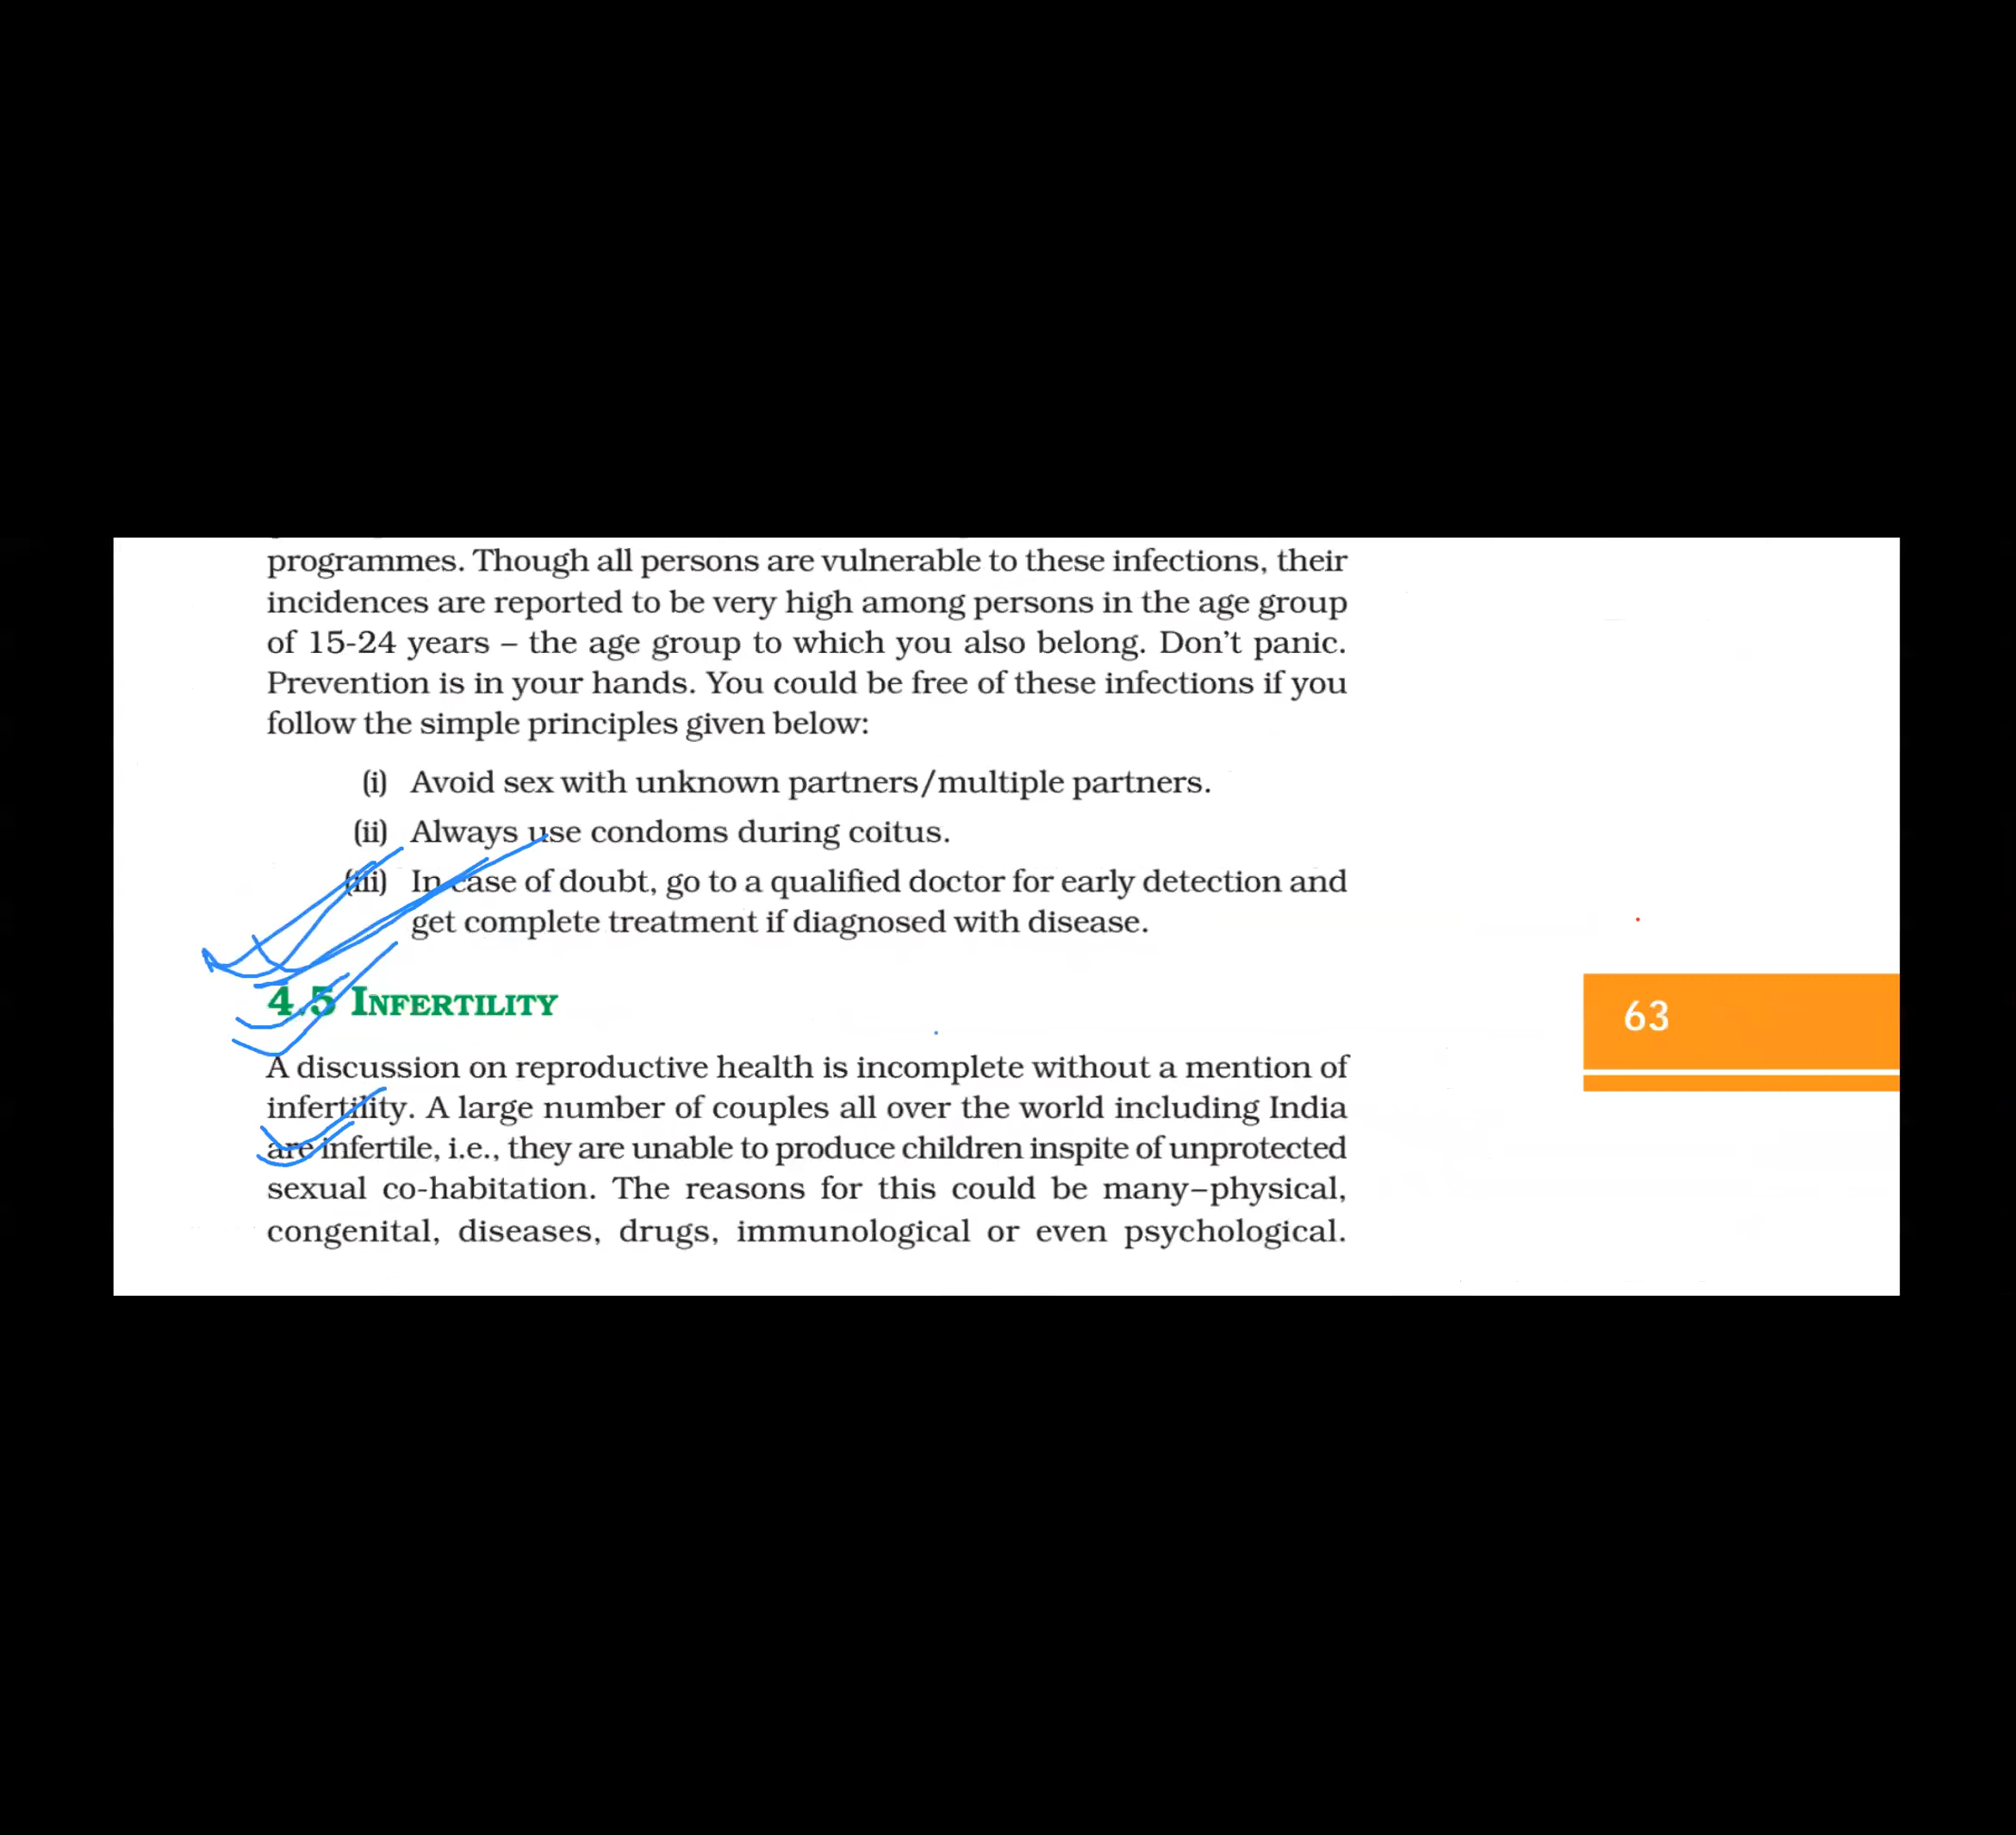 programmes. Though all persons are vulnerable to these infections, their
incidences are reported to be very high among persons in the age group
of 15-24 years – the age group to which you also belong. Don't panic.
Prevention is in your hands. You could be free of these infections if you
follow the simple principles given below:
(i) Avoid sex with unknown partners/multiple partners.
(ii) Always use condoms during coitus.
(iii) In case of doubt, go to a qualified doctor for early detection and
get complete treatment if diagnosed with disease.
4.5 INFERTILITY
63
A discussion on reproductive health is incomplete without a mention of
infertility. A large number of couples all over the world including India
are infertile, i.e., they are unable to produce children inspite of unprotected
sexual co-habitation. The reasons for this could be many–physical,
congenital, diseases, drugs, immunological or even psychological.